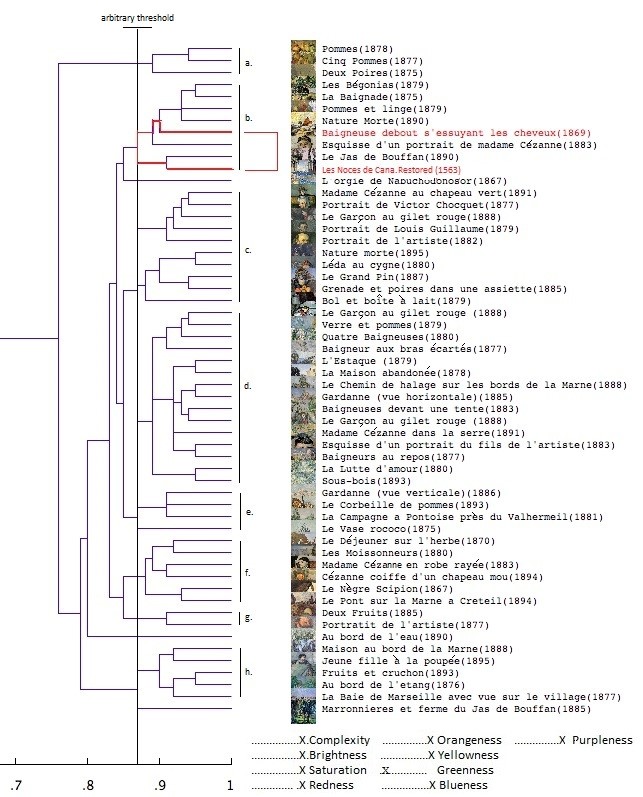 arbitrary threshold
a.
b.
c.
d.
e.
f.
g.
h.
Pommes(1878)
Cinq Pommes(1877)
Deux Poires(1875)
Les Bégonias(1879)
La Baignade(1875)
Pommes et linge(1879)
Nature Morte(1890)
Baigneuse debout s'essuyant les cheveux(1869)
Esquisse d'un portrait de madame Cézanne(1883)
Le Jas de Bouffan(1890)
Les Noces de Cana.Restored (1563)
L'orgie de Nabuchodonosor(1867)
Madame Cézanne au chapeau vert(1891)
Portrait de Victor Chocquet(1877)
Le Garçon au gilet rouge(1888)
Portrait de Louis Guillaume(1879)
Portrait de l'artiste(1882)
Nature morte(1895)
Léda au cygne(1880)
Le Grand Pin(1887)
Grenade et poires dans une assiette(1885)
Bol et boîte à lait(1879)
Le Garçon au gilet rouge (1888)
Verre et pommes(1879)
Quatre Baigneuses(1880)
Baigneur aux bras écartés(1877)
L'Estaque (1879)
La Maison abandonée(1878)
Le Chemin de halage sur les bords de la Marne(1888)
Gardanne (vue horizontale)(1885)
Baigneuses devant une tente(1883)
Le Garçon au gilet rouge (1888)
Madame Cézanne dans la serre(1891)
Esquisse d'un portrait du fils de l'artiste(1883)
Baigneurs au repos(1877)
La Lutte d'amour(1880)
Sous-bois(1893)
Gardanne (vue verticale)(1886)
Le Corbeille de pommes(1893)
La Campagne a Pontoise près du Valhermeil(1881)
Le Vase rococo(1875)
Le Déjeuner sur l'herbe(1870)
Les Moissonneurs(1880)
Madame Cézanne en robe rayée(1883)
Cézanne coiffe d'un chapeau mou(1894)
Le Nègre Scipion(1867)
Le Pont sur la Marne a Creteil(1894)
Deux Fruits(1885)
Portratit de l'artiste(1877)
Au bord de l'eau(1890)
Maison au bord de la Marne(1888)
Jeune fille à la poupée(1895)
Fruits et cruchon(1893)
Au bord de l'etang(1876)
La Baie de Marseille avec vue sur le village(1877)
Marronnieres et ferme du Jas de Bouffan(1885)
...............X.Complexity ..............X Orangeness ..............X Purpleness
...............X.Brightness ...............X Yellowness
...............X Saturation .X.............. Greenness
............... .X Redness ...............X Blueness
.7 .8 .9 1